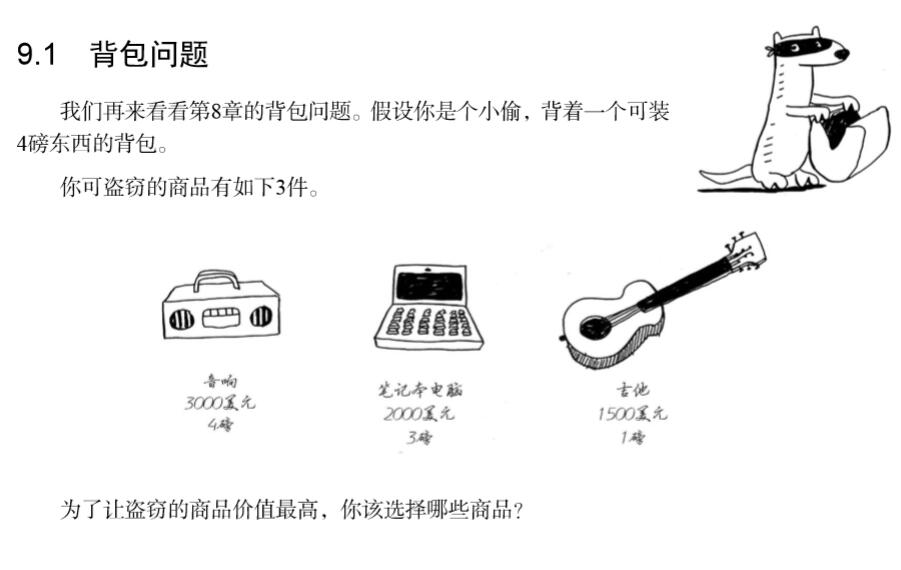 9.1 背包问题
我们再来看看第8章的背包问题。假设你是个小偷，背着一个可装
4磅东西的背包。
你可盗窃的商品有如下3件。
音响
3000美元
4磅
笔记本电脑
2000美元
3磅
吉他
1500美元
1磅
为了让盗窃的商品价值最高，你该选择哪些商品？